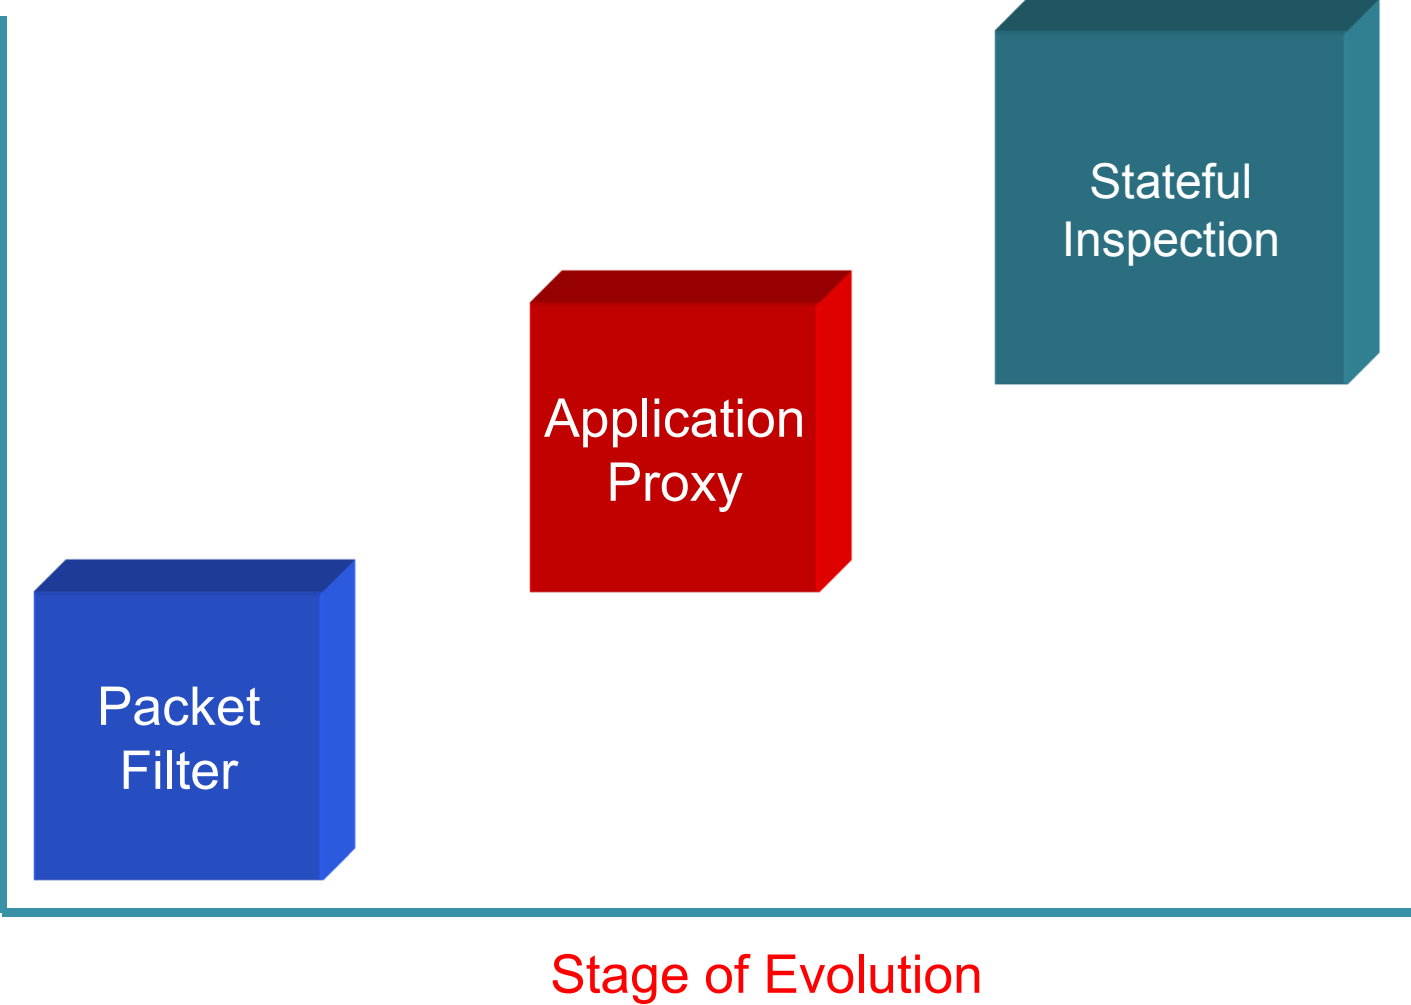 Stateful
Inspection
Application
Proxy
Packet
Filter
Stage of Evolution